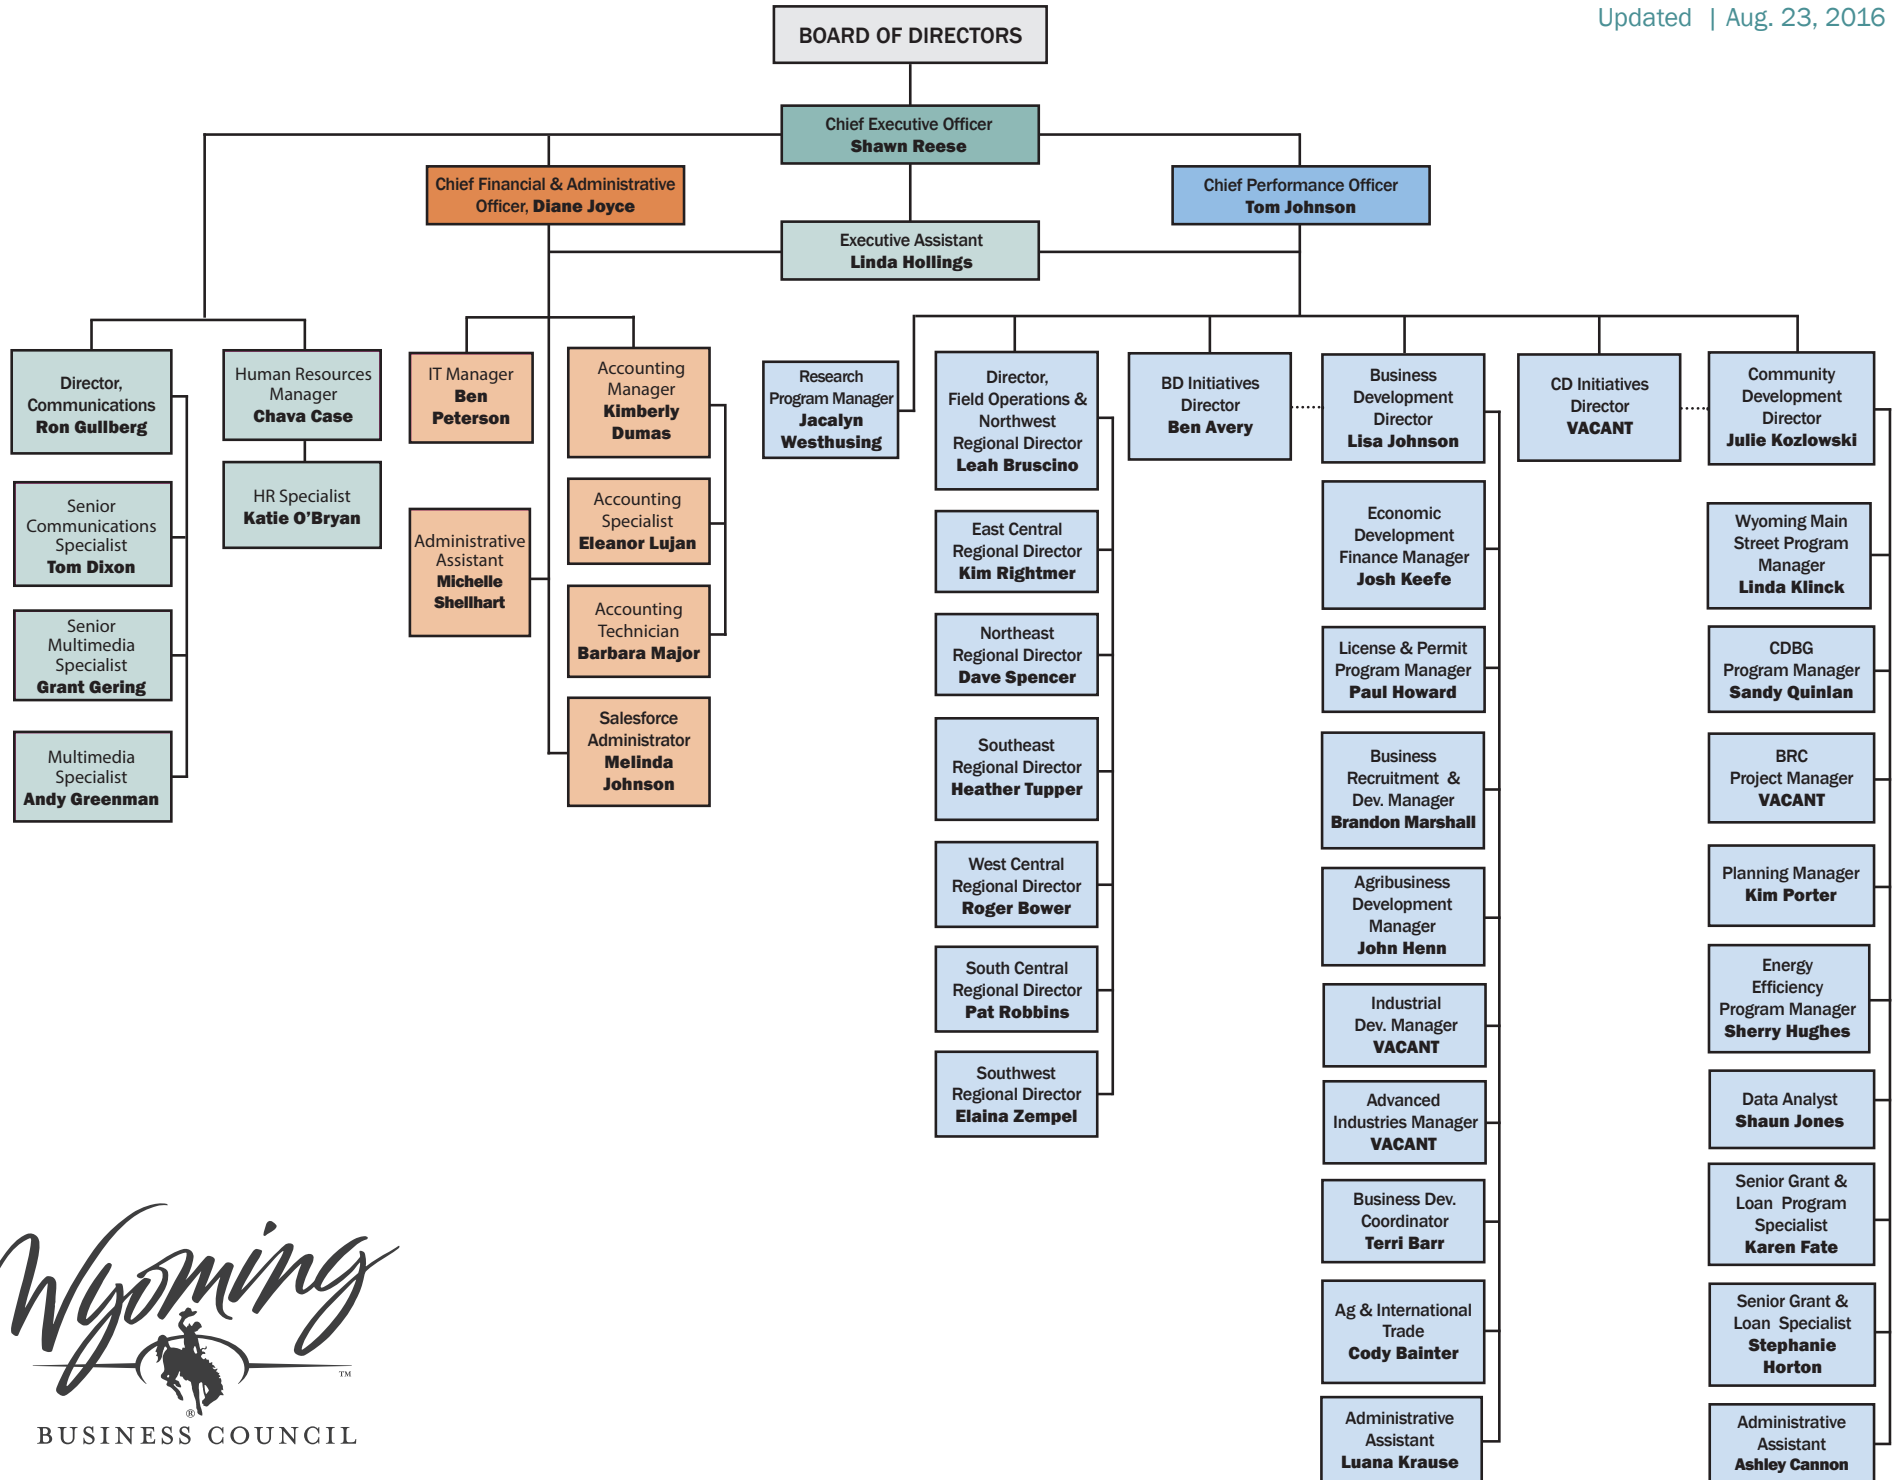 Updated | Aug. 23, 2016
BOARD OF DIRECTORS
Chief Executive Officer
Shawn Reese
Chief Financial & Administrative
Officer, Diane Joyce
Chief Performance Officer
Tom Johnson
Executive Assistant
Linda Hollings
Director,
Communications
Ron Gullberg
Senior
Communications
Specialist
Tom Dixon
Senior
Multimedia
Specialist
Grant Gering
Multimedia
Specialist
Andy Greenman
Human Resources
Manager
Chava Case
HR Specialist
Katie O’Bryan
IT Manager
Ben
Peterson
Administrative
Assistant
Michelle
Shellhart
Accounting
Manager
Kimberly
Dumas
Accounting
Specialist
Eleanor Lujan
Accounting
Technician
Barbara Major
Salesforce
Administrator
Melinda
Johnson
Research
Program Manager
Jacalyn
Westhusing
Director,
Field Operations &
Northwest
Regional Director
Leah Bruscino
East Central
Regional Director
Kim Rightmer
Northeast
Regional Director
Dave Spencer
Southeast
Regional Director
Heather Tupper
West Central
Regional Director
Roger Bower
South Central
Regional Director
Pat Robbins
Southwest
Regional Director
Elaina Zempel
BD Initiatives
Director
Ben Avery
Business
Development
Director
Lisa Johnson
Economic
Development
Finance Manager
Josh Keefe
License & Permit
Program Manager
Paul Howard
Business
Recruitment &
Dev. Manager
Brandon Marshall
Agribusiness
Development
Manager
John Henn
Industrial
Dev. Manager
VACANT
Advanced
Industries Manager
VACANT
Business Dev.
Coordinator
Terri Barr
Ag & International
Trade
Cody Bainter
Administrative
Assistant
Luana Krause
CD Initiatives
Director
VACANT
Community
Development
Director
Julie Kozlowski
Wyoming Main
Street Program
Manager
Linda Klinck
CDBG
Program Manager
Sandy Quinlan
BRC
Project Manager
VACANT
Planning Manager
Kim Porter
Energy
Efficiency
Program Manager
Sherry Hughes
Data Analyst
Shaun Jones
Senior Grant &
Loan Program
Specialist
Karen Fate
Senior Grant &
Loan Specialist
Stephanie
Horton
Administrative
Assistant
Ashley Cannon
Wyoming
TM
®
BUSINESS COUNCIL